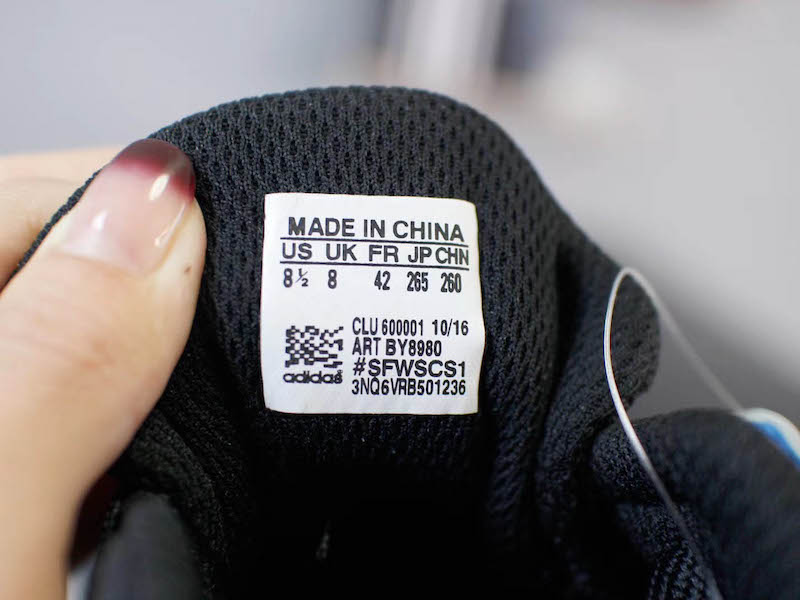 MADE IN CHINA
US UK FR JP CHN
8½ 8 42 265 260
CLU 600001 10/16
ART BY8980
#SFWSCS1
adidas 3NQ6VRB501236